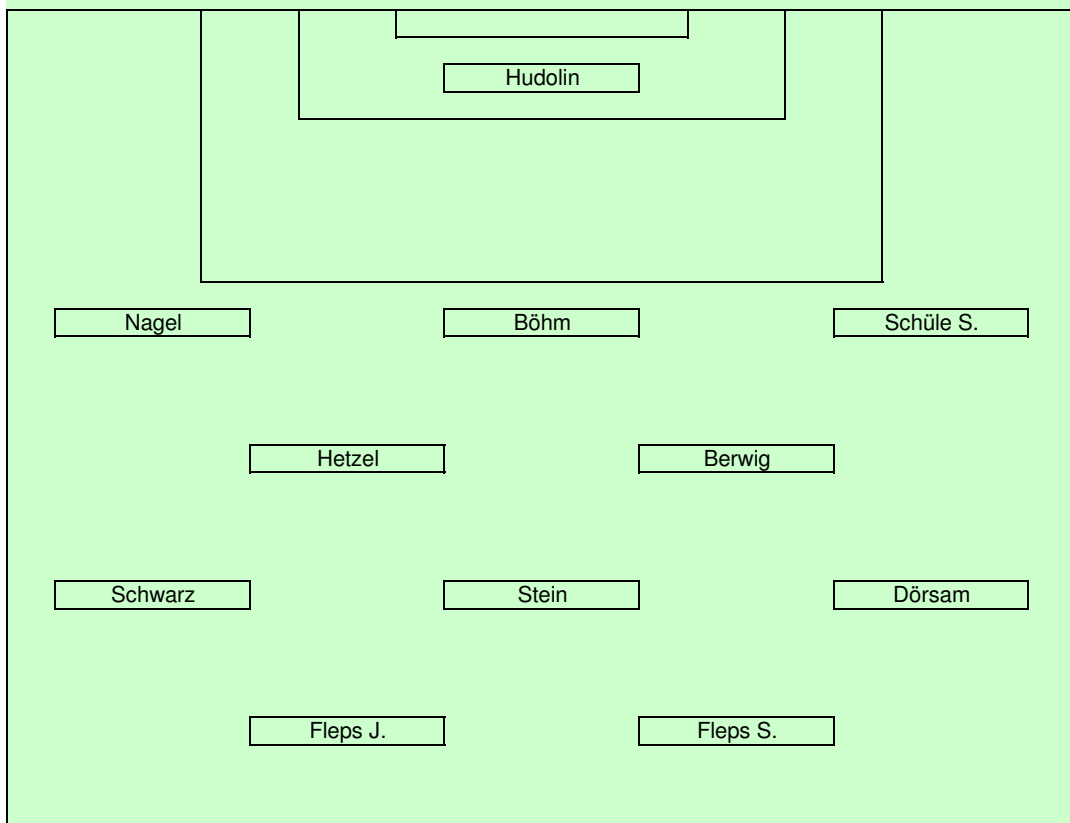 Hudolin
Nagel Böhm Schüle S.
Hetzel Berwig
Schwarz Stein Dörsam
Fleps J. Fleps S.